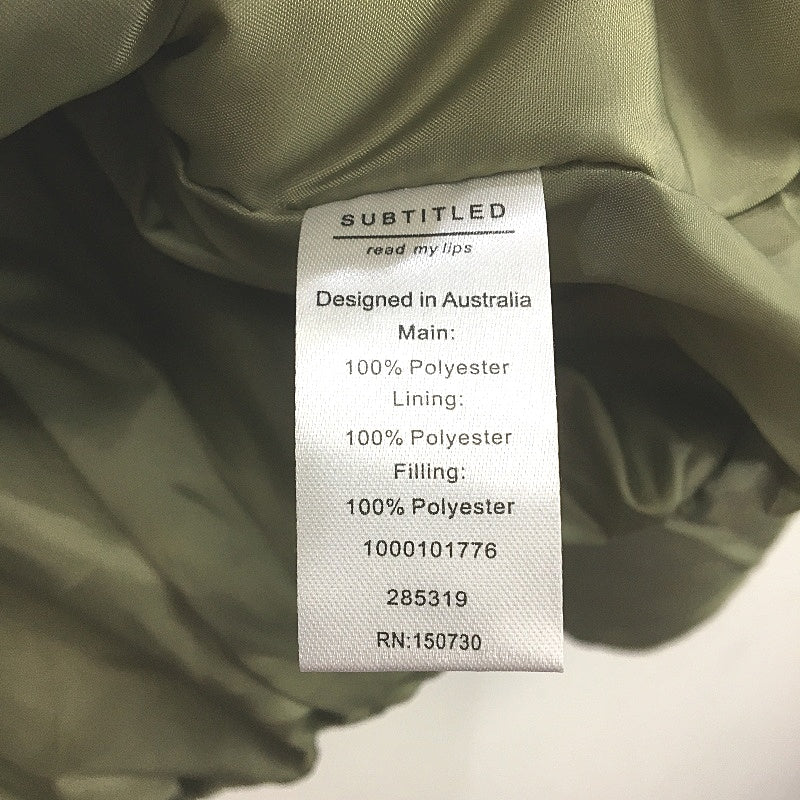 SUBTITLED
read my lips
Designed in Australia
Main:
100% Polyester
Lining:
100% Polyester
Filling:
100% Polyester
1000101776
285319
RN:150730